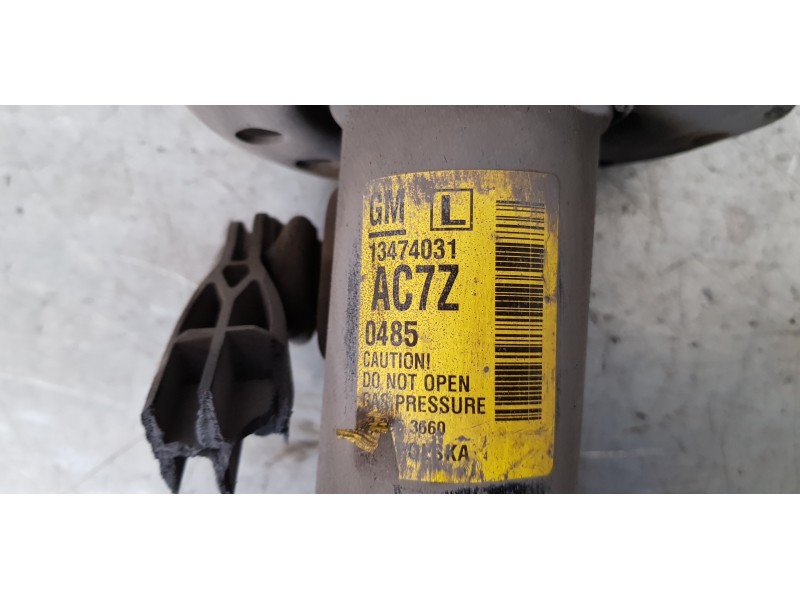 GM L
13474031
AC7Z
0485
CAUTION!
DO NOT OPEN
GAS PRESSURE
3660